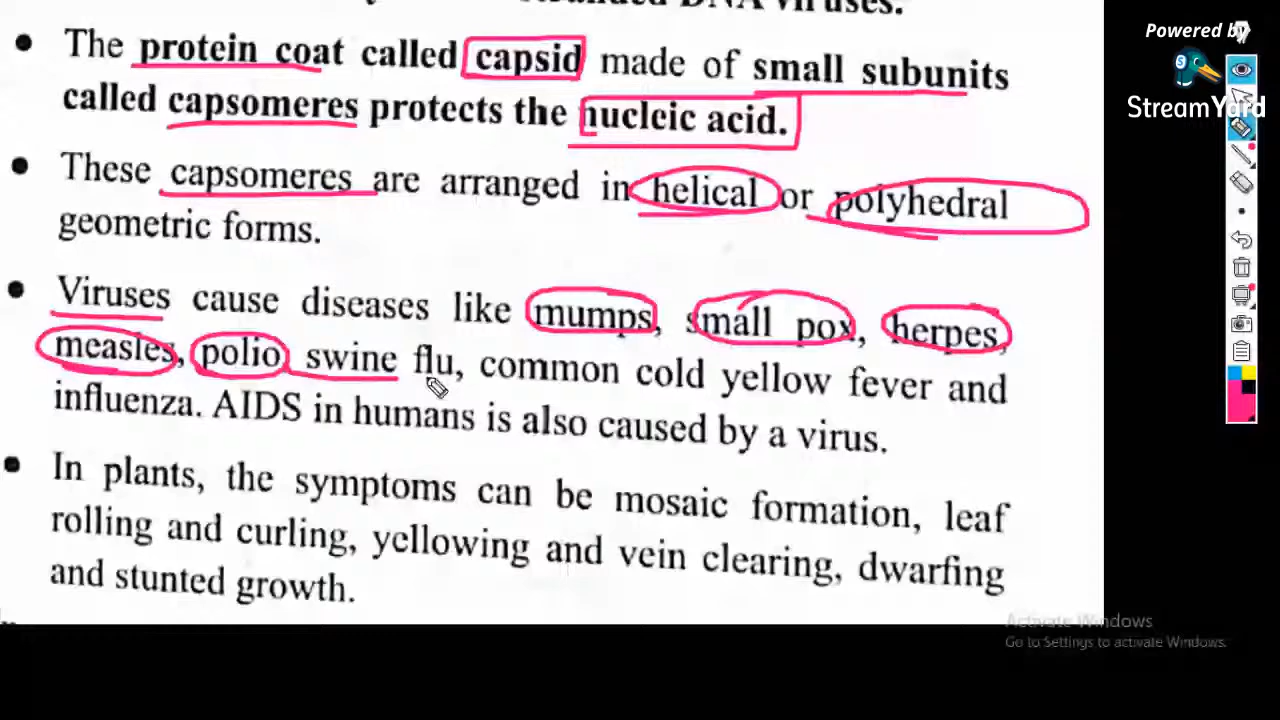 DNA viruses.
Powered by
StreamYard
• The protein coat called capsid made of small subunits
called capsomeres protects the nucleic acid.
• These capsomeres are arranged in helical or polyhedral
geometric forms.
• Viruses cause diseases like mumps, small pox, herpes,
measles, polio, swine flu, common cold yellow fever and
influenza. AIDS in humans is also caused by a virus.
• In plants, the symptoms can be mosaic formation, leaf
rolling and curling, yellowing and vein clearing, dwarfing
and stunted growth.
Activate Windows
Go to Settings to activate Windows.